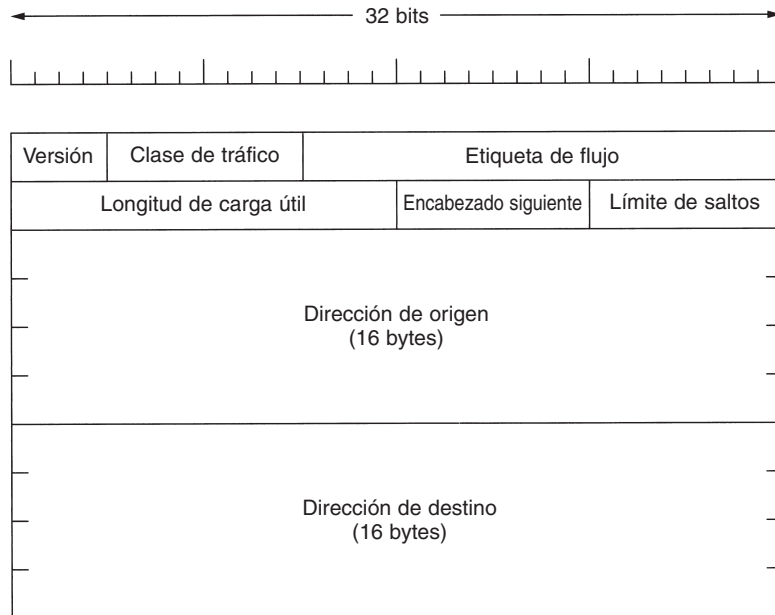 32 bits
Versión Clase de tráfico Etiqueta de flujo
Longitud de carga útil Encabezado siguiente Límite de saltos
Dirección de origen
(16 bytes)
Dirección de destino
(16 bytes)